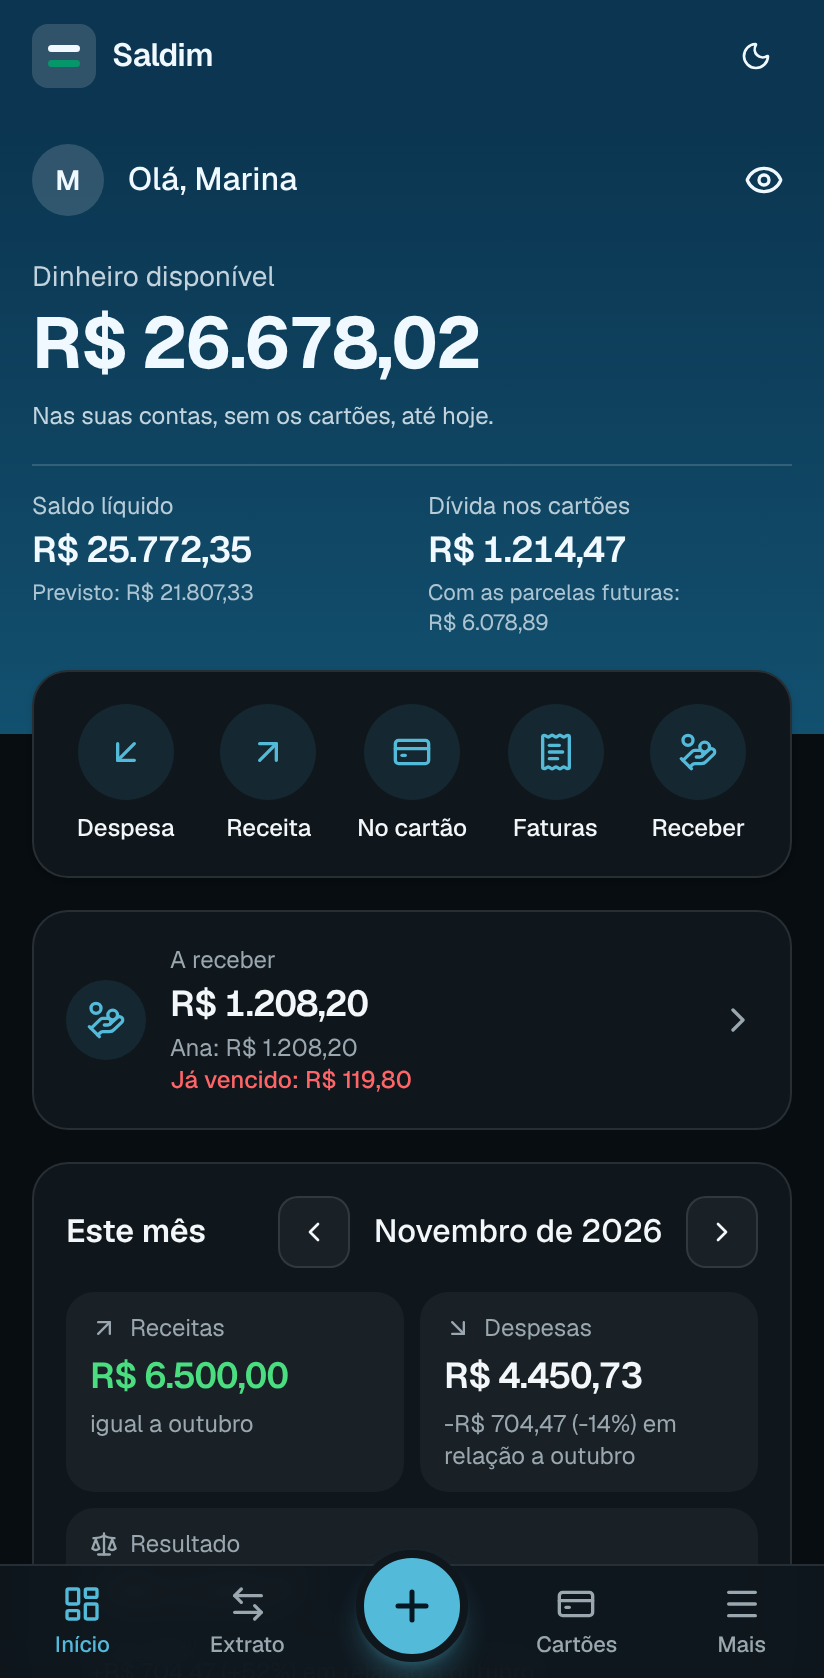 Saldim
M
Olá, Marina
Dinheiro disponível
R$ 26.678,02
Nas suas contas, sem os cartões, até hoje.
Saldo líquido
R$ 25.772,35
Previsto: R$ 21.807,33
Dívida nos cartões
R$ 1.214,47
Com as parcelas futuras:
R$ 6.078,89
Despesa
Receita
No cartão
Faturas
Receber
A receber
R$ 1.208,20
Ana: R$ 1.208,20
Já vencido: R$ 119,80
Este mês
Novembro de 2026
Receitas
R$ 6.500,00
igual a outubro
Despesas
R$ 4.450,73
-R$ 704,47 (-14%) em
relação a outubro
Resultado
Início
Extrato
Cartões
Mais